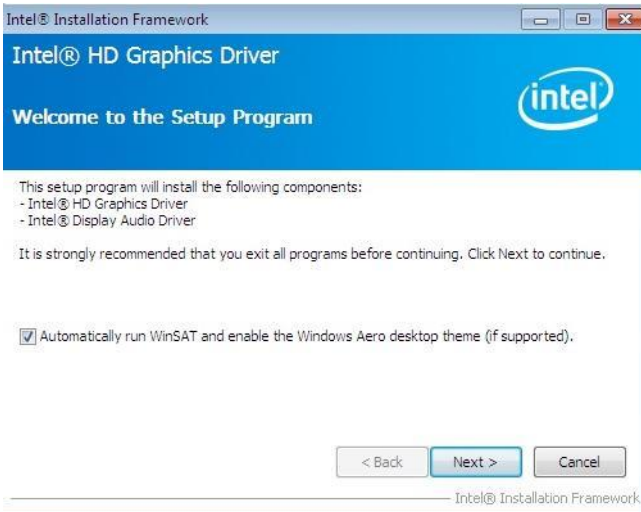 Intel® Installation Framework
Intel® HD Graphics Driver
intel
Welcome to the Setup Program
This setup program will install the following components:
- Intel® HD Graphics Driver
- Intel® Display Audio Driver
It is strongly recommended that you exit all programs before continuing. Click Next to continue.
Automatically run WinSAT and enable the Windows Aero desktop theme (if supported).
< Back Next > Cancel
Intel® Installation Framework